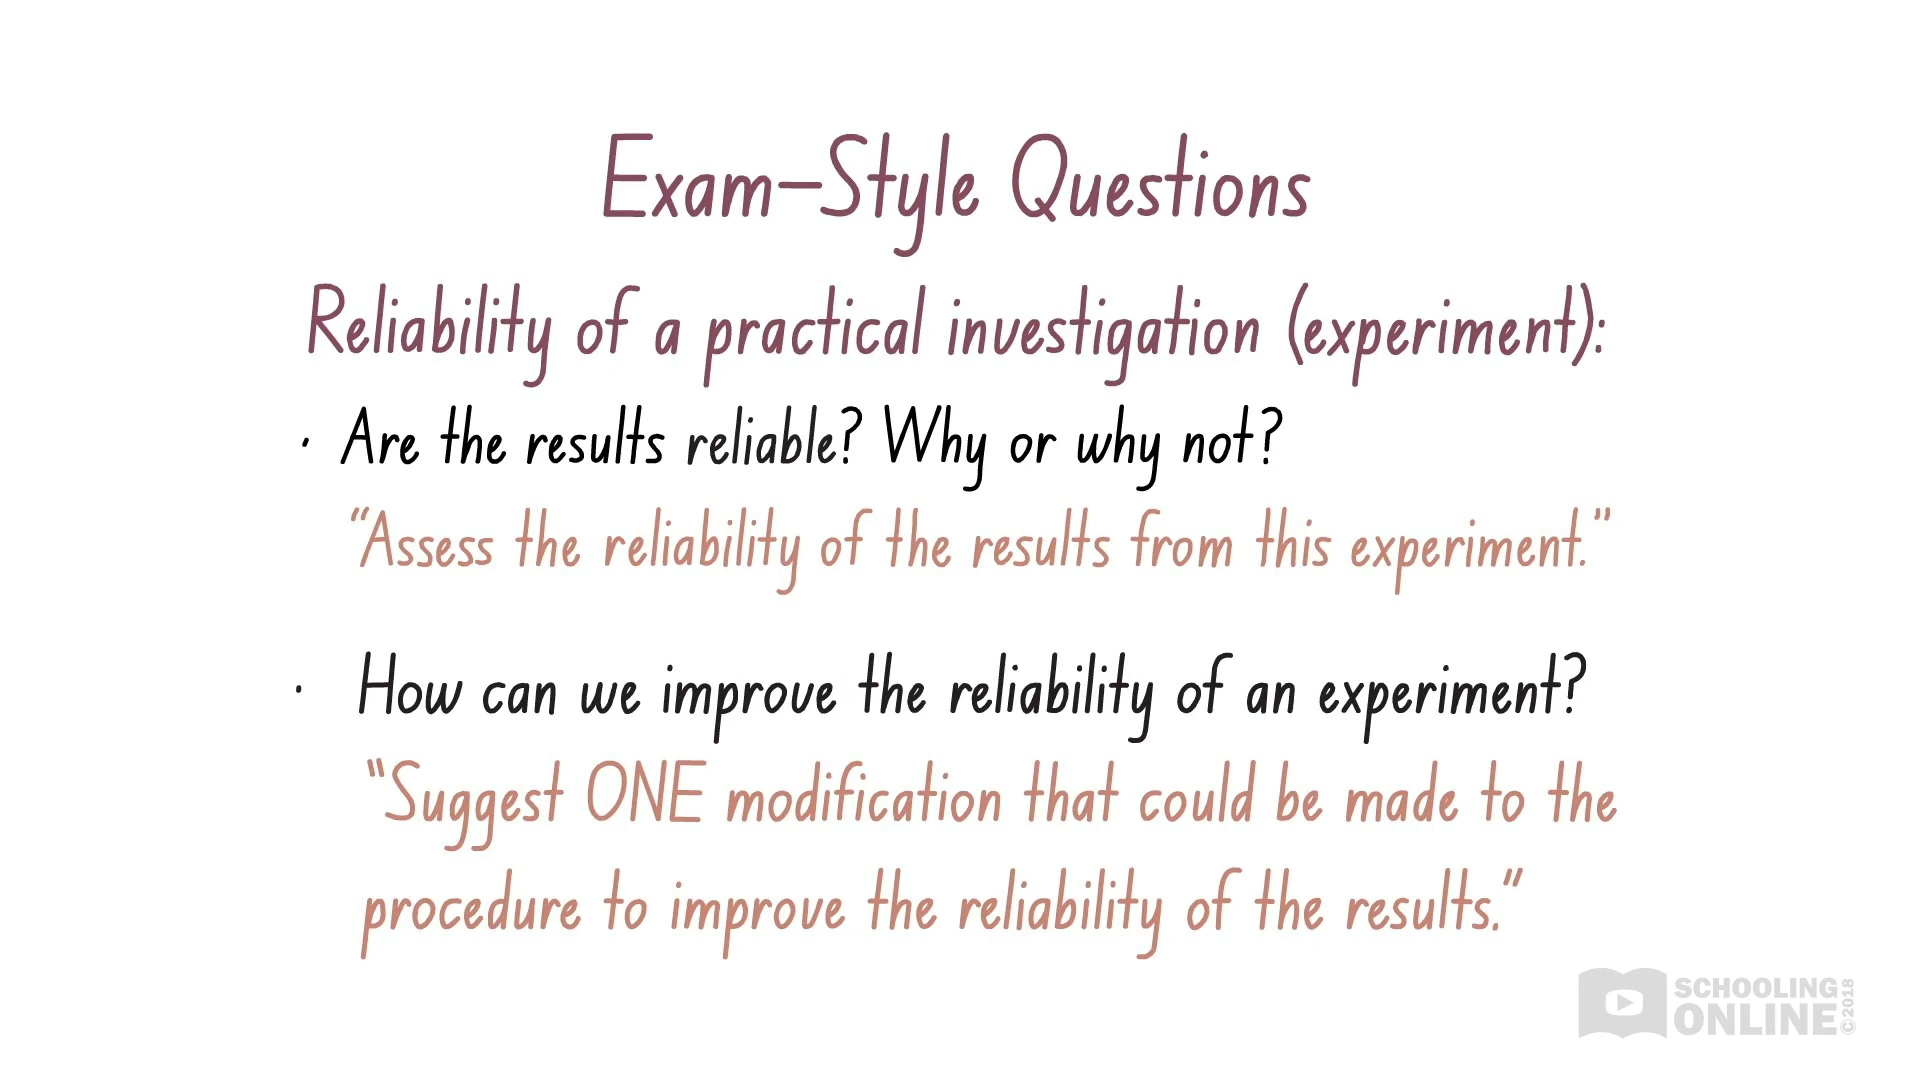 Exam-Style Questions
Reliability of a practical investigation (experiment):
· Are the results reliable? Why or why not?
"Assess the reliability of the results from this experiment."
· How can we improve the reliability of an experiment?
"Suggest ONE modification that could be made to the
procedure to improve the reliability of the results."
SCHOOLING
ONLINE
©2018